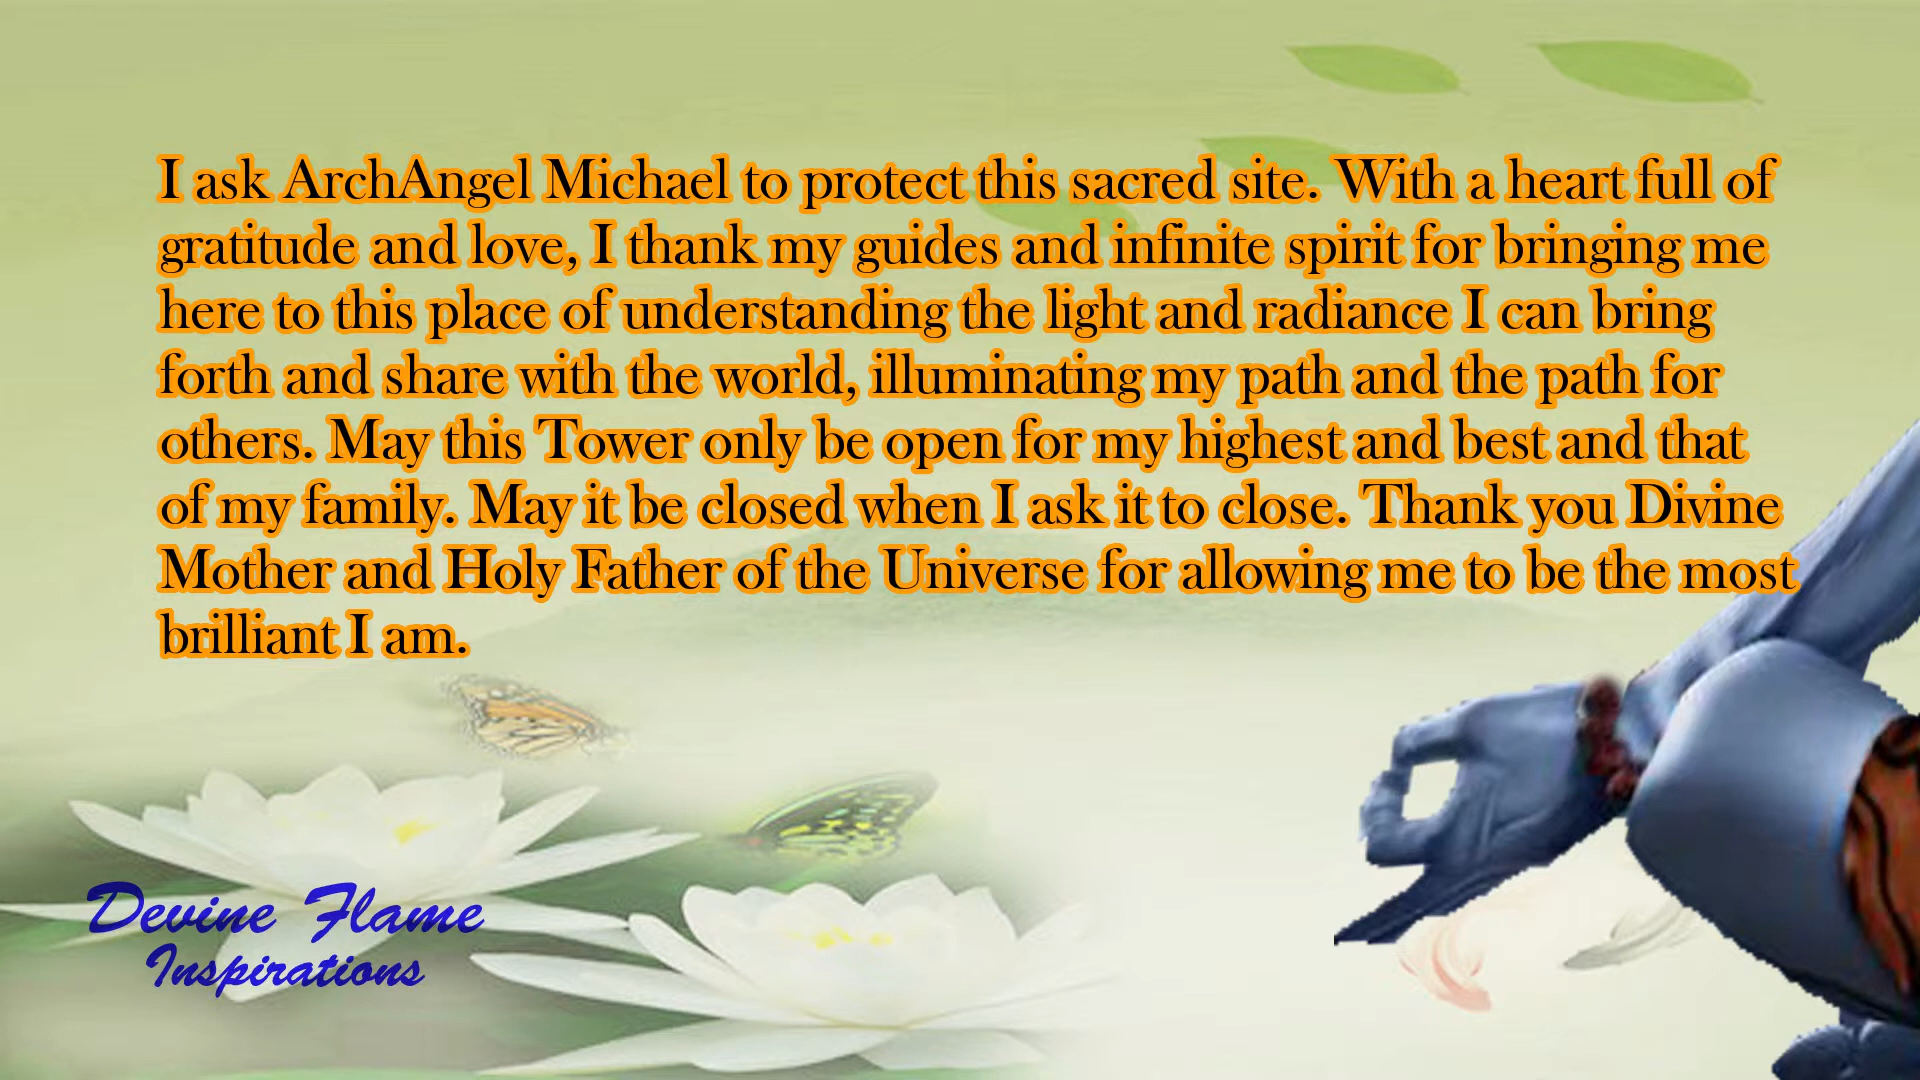 I ask ArchAngel Michael to protect this sacred site. With a heart full of
gratitude and love, I thank my guides and infinite spirit for bringing me
here to this place of understanding the light and radiance I can bring
forth and share with the world, illuminating my path and the path for
others. May this Tower only be open for my highest and best and that
of my family. May it be closed when I ask it to close. Thank you Divine
Mother and Holy Father of the Universe for allowing me to be the most
brilliant I am.
Devine Flame
Inspirations